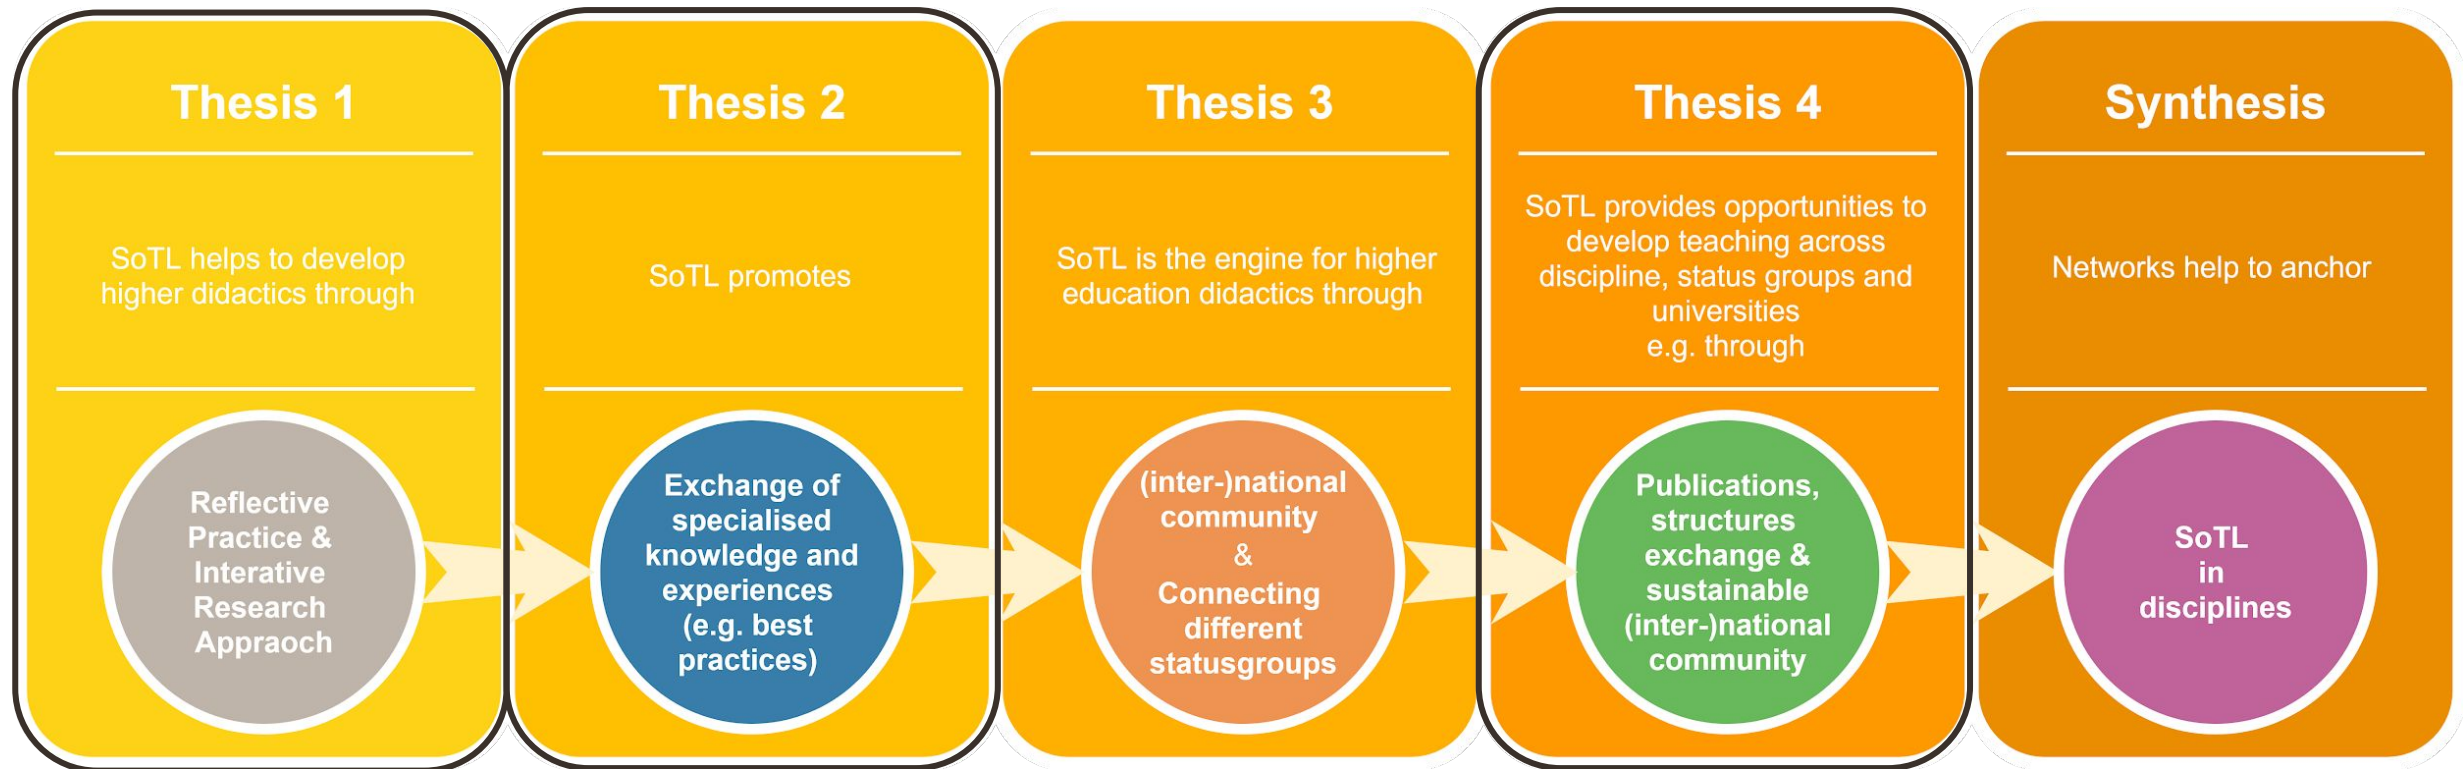 Thesis 1
SoTL helps to develop
higher didactics through
Reflective
Practice &
Interative
Research
Appraoch
Thesis 2
SoTL promotes
Exchange of
specialised
knowledge and
experiences
(e.g. best
practices)
Thesis 3
SoTL is the engine for higher
education didactics through
(inter-)national
community
&
Connecting
different
statusgroups
Thesis 4
SoTL provides opportunities to
develop teaching across
discipline, status groups and
universities
e.g. through
Publications,
structures
exchange &
sustainable
(inter-)national
community
Synthesis
Networks help to anchor
SoTL
in
disciplines